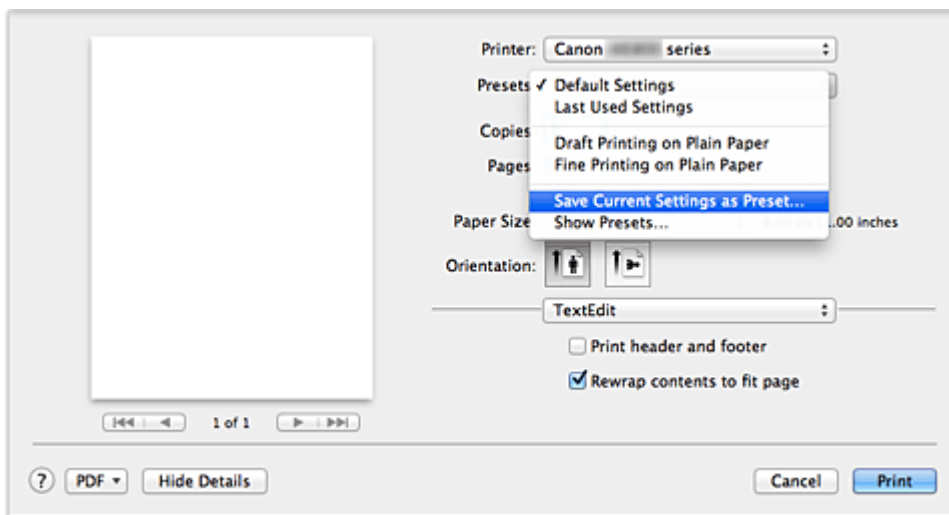 Printer: Canon series
Presets ✓ Default Settings
Last Used Settings
Copies
Draft Printing on Plain Paper
Pages Fine Printing on Plain Paper
Save Current Settings as Preset...
Paper Size Show Presets... .00 inches
Orientation:
TextEdit
Print header and footer
Rewrap contents to fit page
1 of 1
? PDF Hide Details Cancel Print